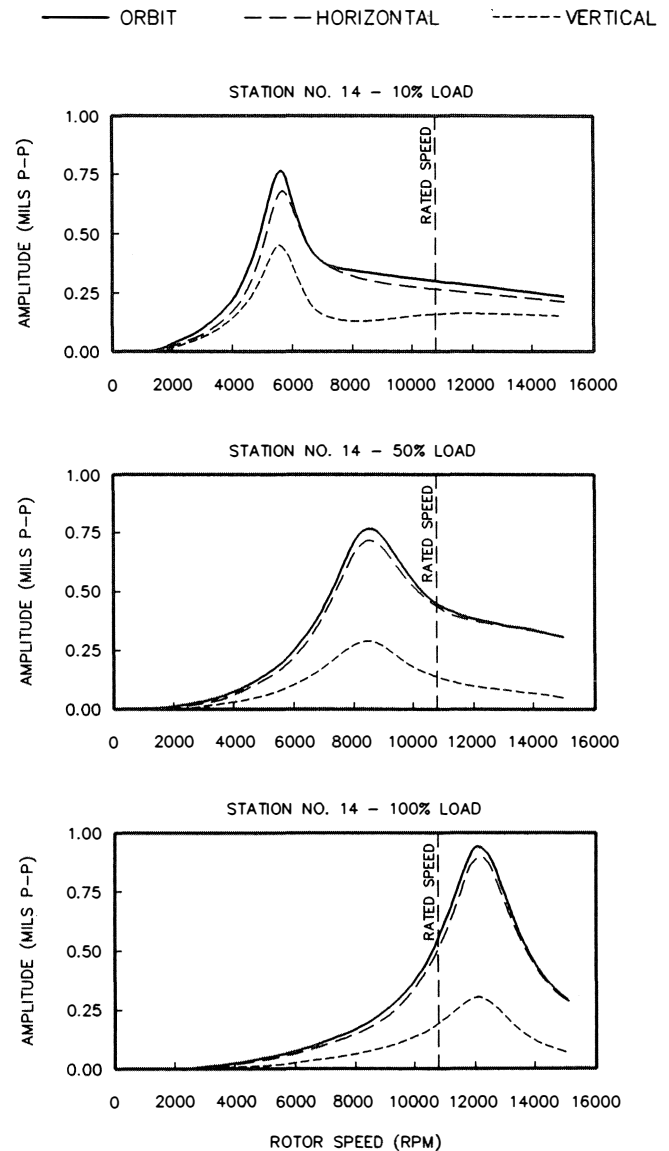 ORBIT HORIZONTAL VERTICAL
STATION NO. 14 - 10% LOAD
AMPLITUDE (MILS P-P)
1.00
0.75
0.50
0.25
0.00
RATED SPEED
0 2000 4000 6000 8000 10000 12000 14000 16000
STATION NO. 14 - 50% LOAD
AMPLITUDE (MILS P-P)
1.00
0.75
0.50
0.25
0.00
RATED SPEED
0 2000 4000 6000 8000 10000 12000 14000 16000
STATION NO. 14 - 100% LOAD
AMPLITUDE (MILS P-P)
1.00
0.75
0.50
0.25
0.00
RATED SPEED
0 2000 4000 6000 8000 10000 12000 14000 16000
ROTOR SPEED (RPM)